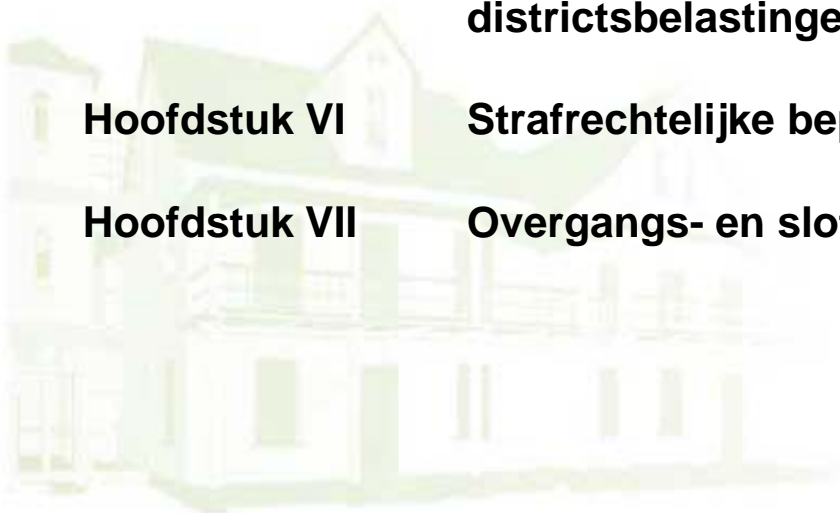 districtsbelastinge
Hoofdstuk VI Strafrechtelijke be
Hoofdstuk VII Overgangs- en slo